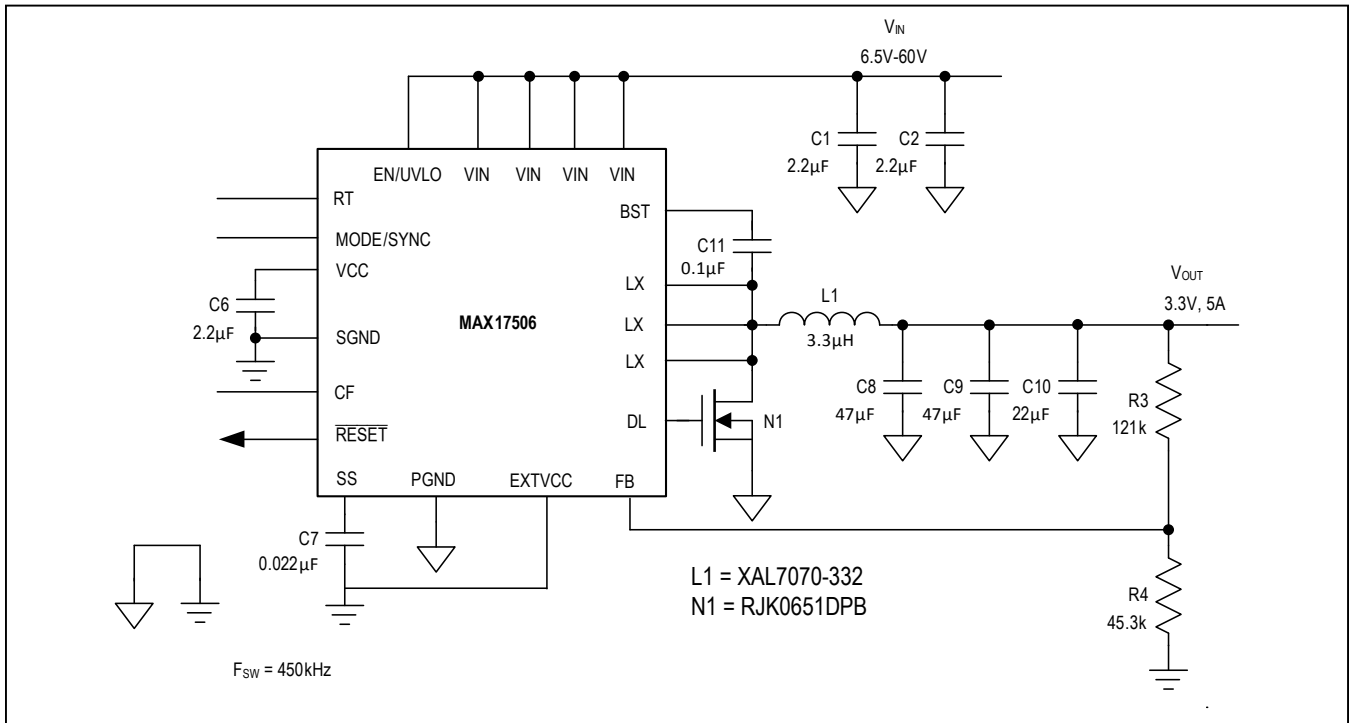 VIN
6.5V-60V
C1
2.2µF
C2
2.2µF
EN/UVLO
VIN
VIN
VIN
VIN
RT
MODE/SYNC
VCC
C6
2.2µF
SGND
CF
RESET
MAX17506
BST
C11
0.1µF
LX
LX
LX
L1
3.3µH
VOUT
3.3V, 5A
C8
47µF
C9
47µF
C10
22µF
R3
121k
DL
N1
SS
PGND
EXTVCC
FB
C7
0.022µF
L1 = XAL7070-332
N1 = RJK0651DPB
R4
45.3k
FSW = 450kHz